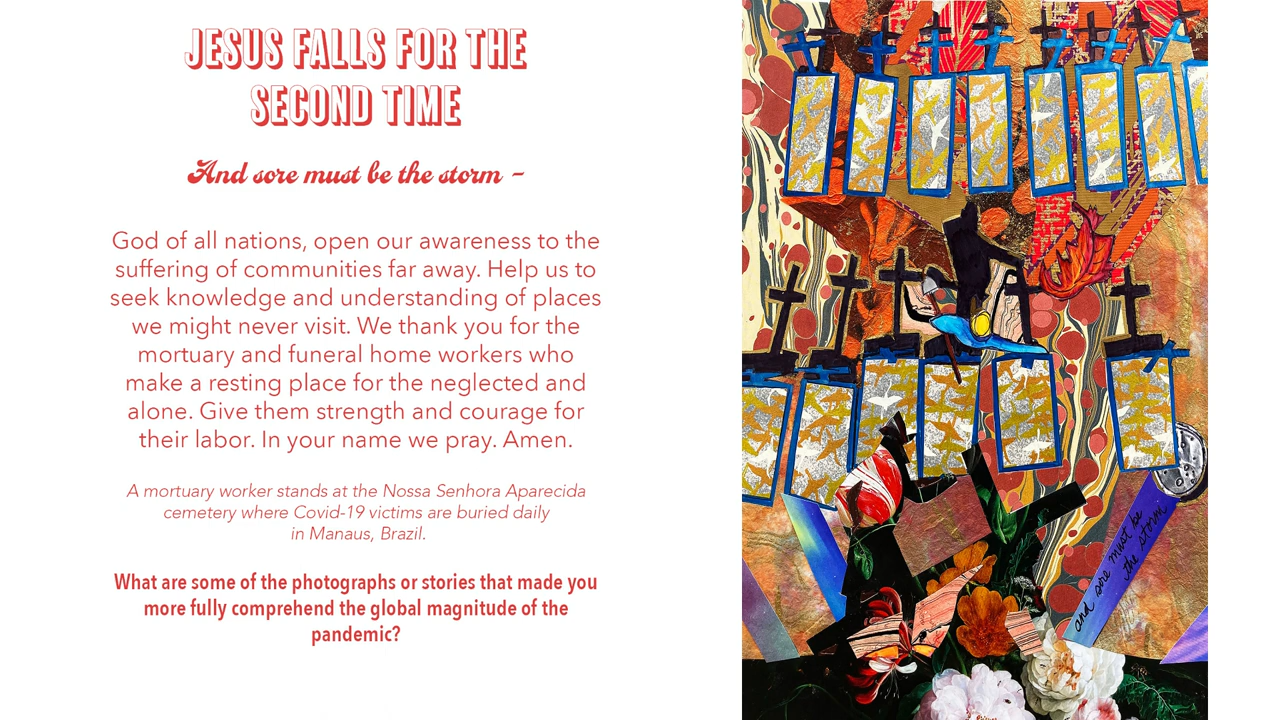 JESUS FALLS FOR THE
SECOND TIME
And sore must be the storm –
God of all nations, open our awareness to the
suffering of communities far away. Help us to
seek knowledge and understanding of places
we might never visit. We thank you for the
mortuary and funeral home workers who
make a resting place for the neglected and
alone. Give them strength and courage for
their labor. In your name we pray. Amen.
A mortuary worker stands at the Nossa Senhora Aparecida
cemetery where Covid-19 victims are buried daily
in Manaus, Brazil.
What are some of the photographs or stories that made you
more fully comprehend the global magnitude of the
pandemic?
and sore must be
the storm